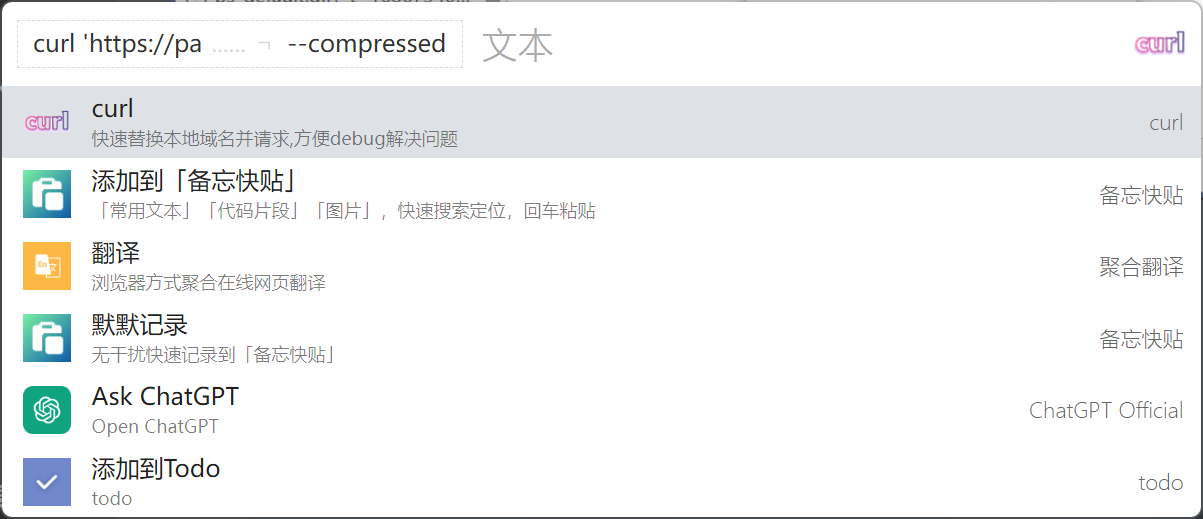 curl 'https://pa ...... ¬ --compressed 文本 curl
curl
快速替换本地域名并请求,方便debug解决问题
curl curl
添加到「备忘快贴」
「常用文本」「代码片段」「图片」，快速搜索定位，回车粘贴
备忘快贴
翻译
浏览器方式聚合在线网页翻译
聚合翻译
默默记录
无干扰快速记录到「备忘快贴」
备忘快贴
Ask ChatGPT
Open ChatGPT
ChatGPT Official
添加到Todo
todo
todo